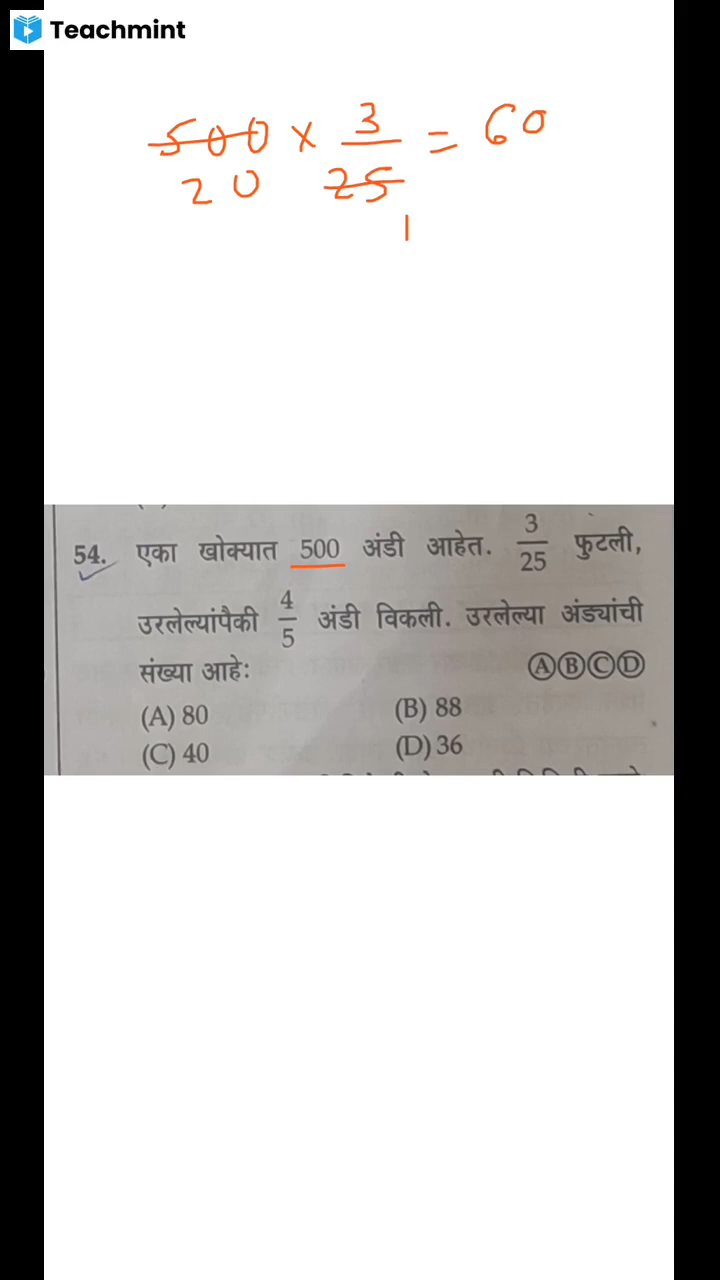 Teachmint
500 × 3/25 = 60
20 1
54. एका खोक्यात 500 अंडी आहेत. 3/25 फुटली,
उरलेल्यांपैकी 4/5 अंडी विकली. उरलेल्या अंड्यांची
संख्या आहेः Ⓐ Ⓑ Ⓒ Ⓓ
(A) 80 (B) 88
(C) 40 (D) 36